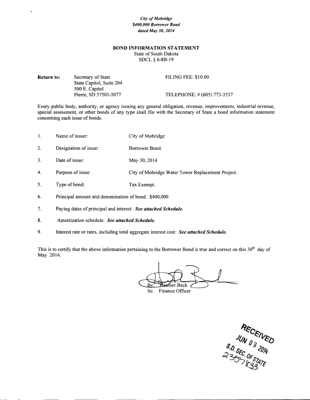 City of Mobridge
$400,000 Borrower Bond
dated May 30, 2014
BOND INFORMATION STATEMENT
State of South Dakota
SDCL § 6-8B-19
Return to: Secretary of State FILING FEE: $10.00
State Capitol, Suite 204
500 E. Capitol
Pierre, SD 57501-5077 TELEPHONE: # (605) 773-3537
Every public body, authority, or agency issuing any general obligation, revenue, improvements, industrial revenue,
special assessment, or other bonds of any type shall file with the Secretary of State a bond information statement
concerning each issue of bonds.
1. Name of issuer: City of Mobridge
2. Designation of issue: Borrower Bond.
3. Date of issue: May 30, 2014
4. Purpose of issue: City of Mobridge Water Tower Replacement Project.
5. Type of bond: Tax Exempt.
6. Principal amount and denomination of bond: $400,000
7. Paying dates of principal and interest: See attached Schedule.
8. Amortization schedule: See attached Schedule.
9. Interest rate or rates, including total aggregate interest cost: See attached Schedule.
This is to certify that the above information pertaining to the Borrower Bond is true and correct on this 30th day of
May 2014.
By: Heather Beck
Its: Finance Officer
RECEIVED
JUN 05 2014
S.D. SEC. OF STATE